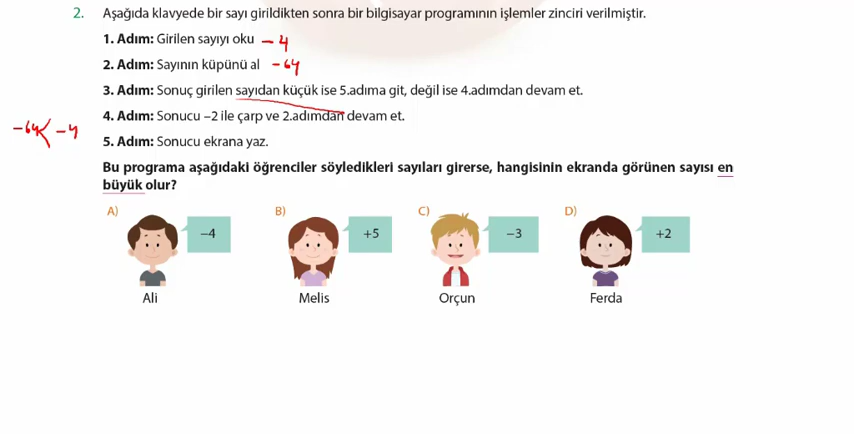 2. Aşağıda klavyede bir sayı girildikten sonra bir bilgisayar programının işlemler zinciri verilmiştir.
1. Adım: Girilen sayıyı oku -4
2. Adım: Sayının küpünü al -64
3. Adım: Sonuç girilen sayıdan küçük ise 5.adıma git, değil ise 4.adımdan devam et.
4. Adım: Sonucu –2 ile çarp ve 2.adımdan devam et.
-64 < -4
5. Adım: Sonucu ekrana yaz.
Bu programa aşağıdaki öğrenciler söyledikleri sayıları girerse, hangisinin ekranda görünen sayısı en
büyük olur?
A) B) C) D)
–4 +5 –3 +2
Ali Melis Orçun Ferda